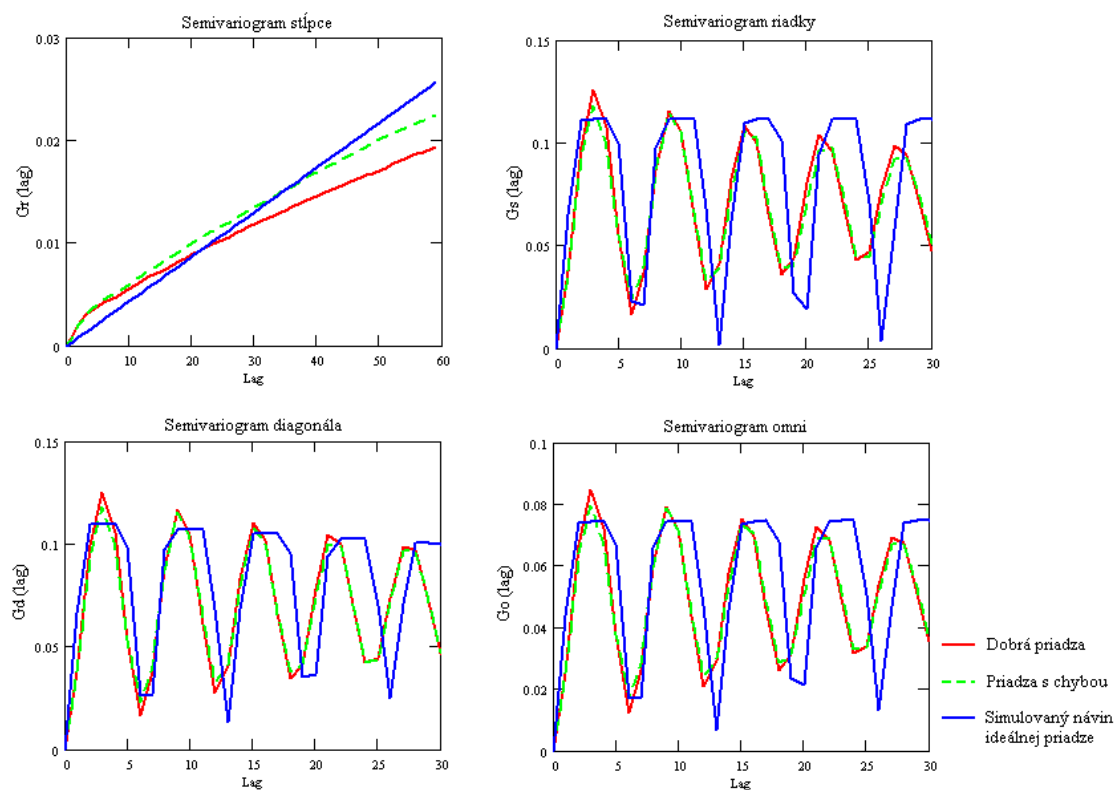 Semivariogram stĺpce
0.03
0.02
0.01
0
Gr (lag)
0 10 20 30 40 50 60
Lag
Semivariogram riadky
0.15
0.1
0.05
0
Gs (lag)
0 5 10 15 20 25 30
Lag
Semivariogram diagonála
0.15
0.1
0.05
0
Gd (lag)
0 5 10 15 20 25 30
Lag
Semivariogram omni
0.1
0.08
0.06
0.04
0.02
0
Go (lag)
0 5 10 15 20 25 30
Lag
Dobrá priadza
Priadza s chybou
Simulovaný návin
ideálnej priadze